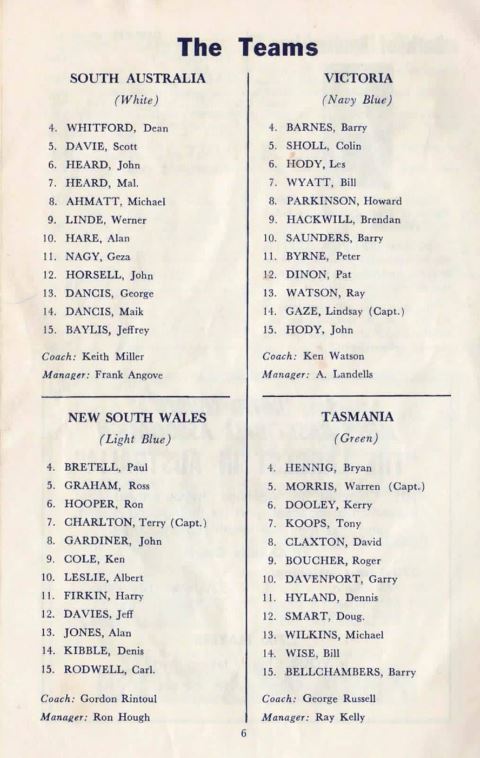 The Teams
SOUTH AUSTRALIA
(White)
4. WHITFORD, Dean
5. DAVIE, Scott
6. HEARD, John
7. HEARD, Mal.
8. AHMATT, Michael
9. LINDE, Werner
10. HARE, Alan
11. NAGY, Geza
12. HORSELL, John
13. DANCIS, George
14. DANCIS, Maik
15. BAYLIS, Jeffrey
Coach: Keith Miller
Manager: Frank Angove
VICTORIA
(Navy Blue)
4. BARNES, Barry
5. SHOLL, Colin
6. HODY, Les
7. WYATT, Bill
8. PARKINSON, Howard
9. HACKWILL, Brendan
10. SAUNDERS, Barry
11. BYRNE, Peter
12. DINON, Pat
13. WATSON, Ray
14. GAZE, Lindsay (Capt.)
15. HODY, John
Coach: Ken Watson
Manager: A. Landells
NEW SOUTH WALES
(Light Blue)
4. BRETELL, Paul
5. GRAHAM, Ross
6. HOOPER, Ron
7. CHARLTON, Terry (Capt.)
8. GARDINER, John
9. COLE, Ken
10. LESLIE, Albert
11. FIRKIN, Harry
12. DAVIES, Jeff
13. JONES, Alan
14. KIBBLE, Denis
15. RODWELL, Carl.
Coach: Gordon Rintoul
Manager: Ron Hough
TASMANIA
(Green)
4. HENNIG, Bryan
5. MORRIS, Warren (Capt.)
6. DOOLEY, Kerry
7. KOOPS, Tony
8. CLAXTON, David
9. BOUCHER, Roger
10. DAVENPORT, Garry
11. HYLAND, Dennis
12. SMART, Doug.
13. WILKINS, Michael
14. WISE, Bill
15. BELLCHAMBERS, Barry
Coach: George Russell
Manager: Ray Kelly
6